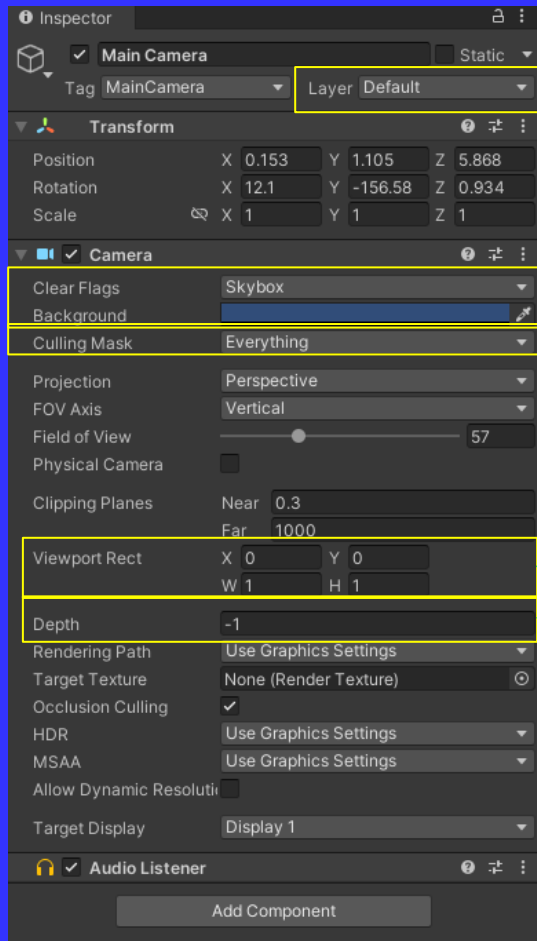 Inspector
Main Camera Static
Tag MainCamera Layer Default
Transform
Position X 0.153 Y 1.105 Z 5.868
Rotation X 12.1 Y -156.58 Z 0.934
Scale X 1 Y 1 Z 1
Camera
Clear Flags Skybox
Background
Culling Mask Everything
Projection Perspective
FOV Axis Vertical
Field of View 57
Physical Camera
Clipping Planes Near 0.3
Far 1000
Viewport Rect X 0 Y 0
W 1 H 1
Depth -1
Rendering Path Use Graphics Settings
Target Texture None (Render Texture)
Occlusion Culling
HDR Use Graphics Settings
MSAA Use Graphics Settings
Allow Dynamic Resoluti
Target Display Display 1
Audio Listener
Add Component